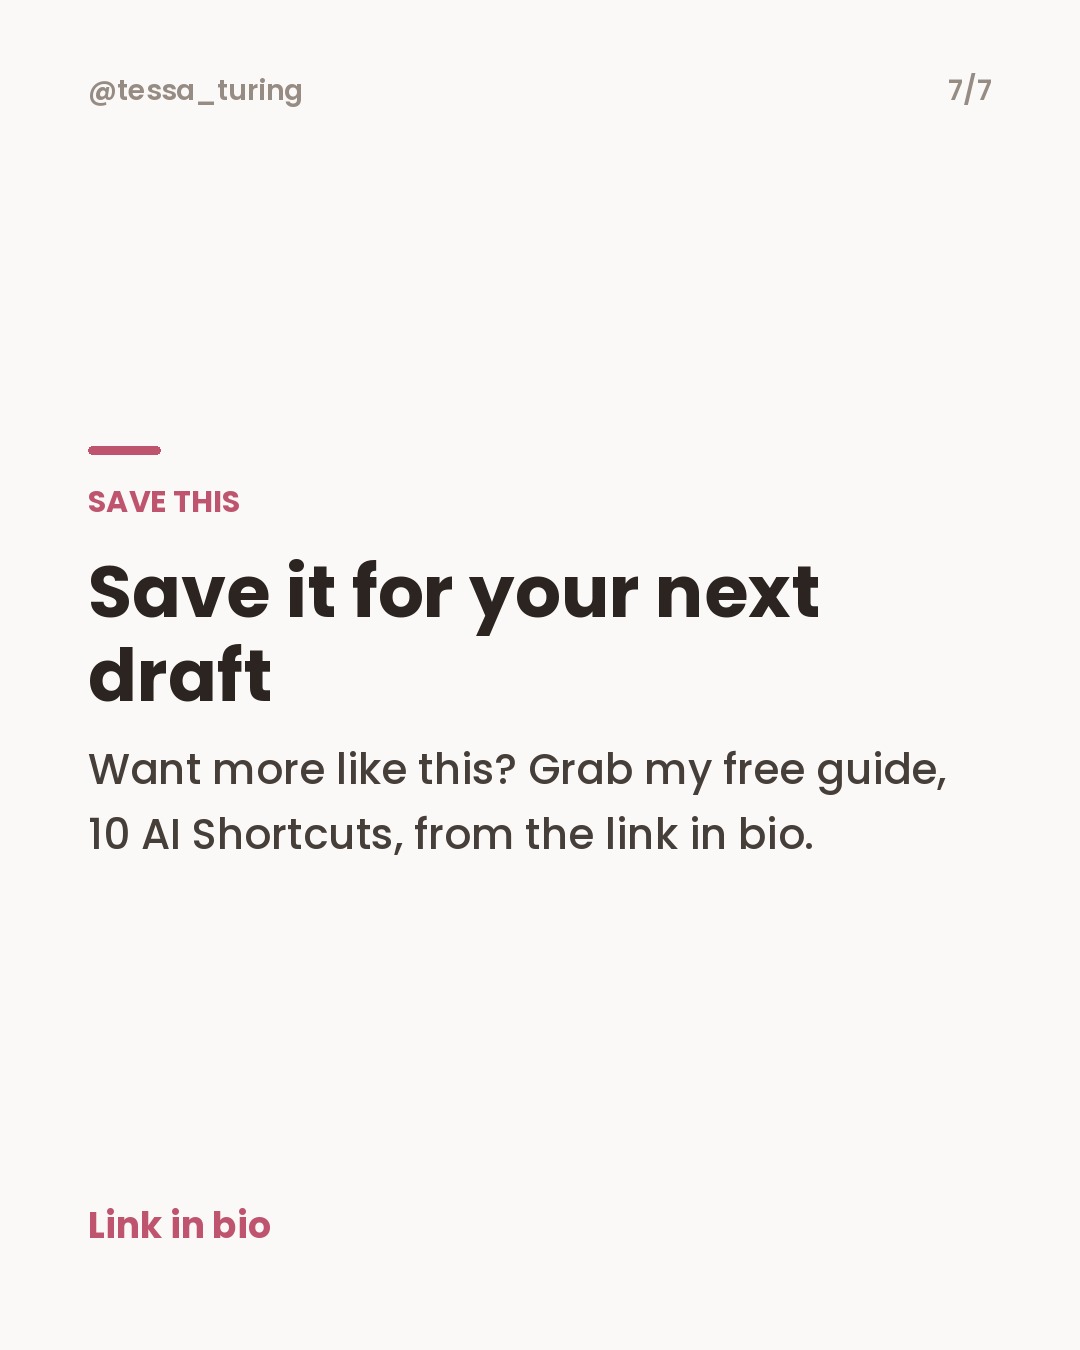 @tessa_turing
7/7
SAVE THIS
Save it for your next
draft
Want more like this? Grab my free guide,
10 AI Shortcuts, from the link in bio.
Link in bio